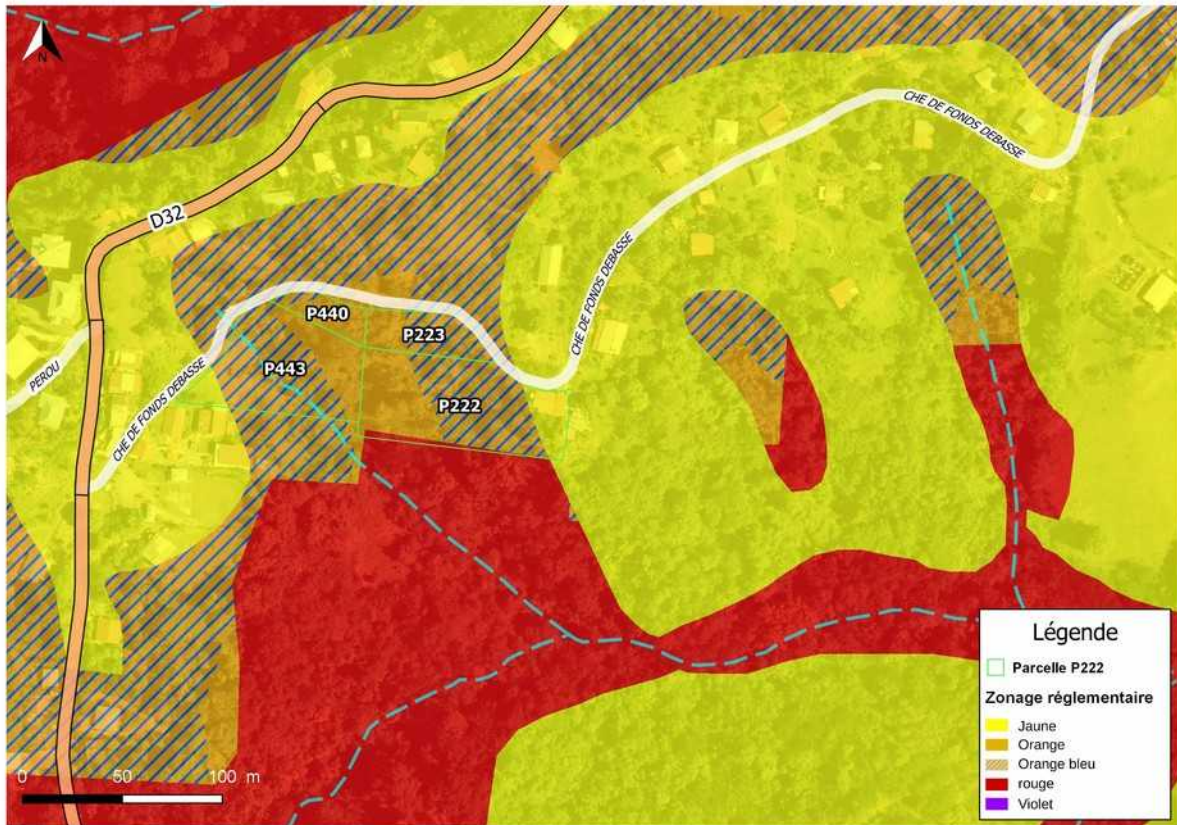 N
D32
CHE DE FONDS DEBASSE
CHE DE FONDS DEBASSE
CHE DE FONDS DEBASSE
PEROU
P440
P223
P443
P222
0 50 100 m
Légende
Parcelle P222
Zonage réglementaire
Jaune
Orange
Orange bleu
rouge
Violet